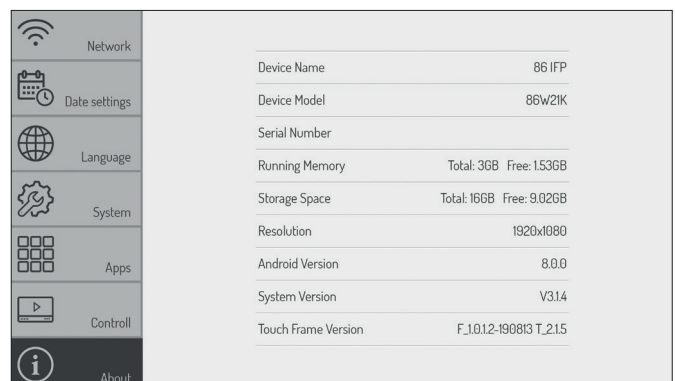 Network
Date settings
Language
System
Apps
Controll
About
Device Name 86 IFP
Device Model 86W21K
Serial Number
Running Memory Total: 3GB Free: 1.53GB
Storage Space Total: 16GB Free: 9.02GB
Resolution 1920x1080
Android Version 8.0.0
System Version V3.1.4
Touch Frame Version F_1.0.1.2-190813 T_2.1.5